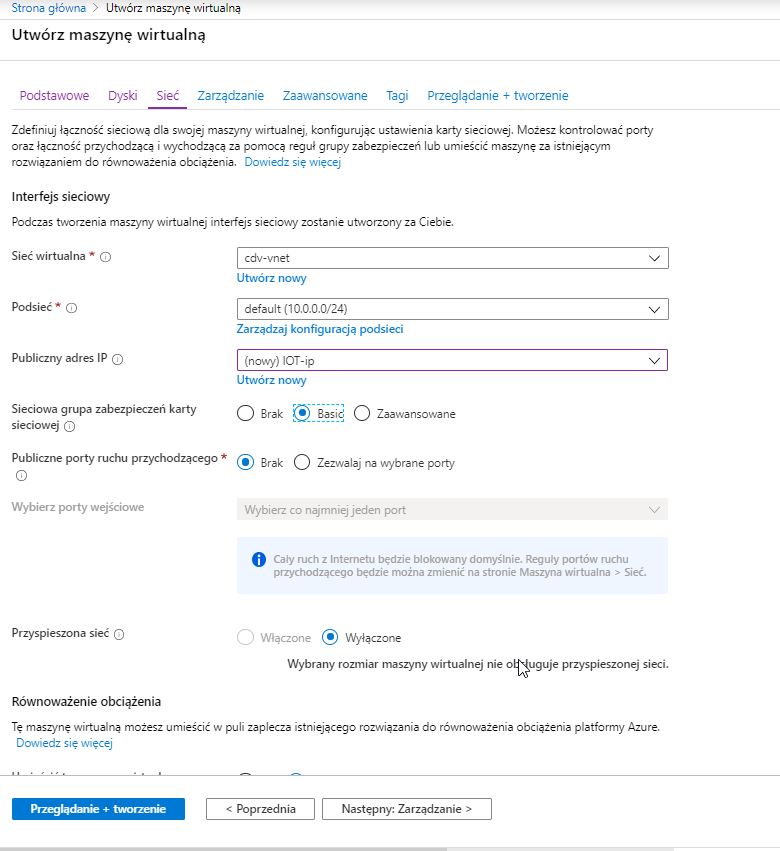 Strona główna > Utwórz maszynę wirtualną
Utwórz maszynę wirtualną
Podstawowe Dyski Sieć Zarządzanie Zaawansowane Tagi Przeglądanie + tworzenie
Zdefiniuj łączność sieciową dla swojej maszyny wirtualnej, konfigurując ustawienia karty sieciowej. Możesz kontrolować porty
oraz łączność przychodzącą i wychodzącą za pomocą reguł grupy zabezpieczeń lub umieścić maszynę za istniejącym
rozwiązaniem do równoważenia obciążenia. Dowiedz się więcej
Interfejs sieciowy
Podczas tworzenia maszyny wirtualnej interfejs sieciowy zostanie utworzony za Ciebie.
Sieć wirtualna *
cdv-vnet
Utwórz nowy
Podsieć *
default (10.0.0.0/24)
Zarządzaj konfiguracją podsieci
Publiczny adres IP
(nowy) IOT-ip
Utwórz nowy
Sieciowa grupa zabezpieczeń karty
sieciowej
Brak Basic Zaawansowane
Publiczne porty ruchu przychodzącego *
Brak Zezwalaj na wybrane porty
Wybierz porty wejściowe
Wybierz co najmniej jeden port
Cały ruch z Internetu będzie blokowany domyślnie. Reguły portów ruchu
przychodzącego będzie można zmienić na stronie Maszyna wirtualna > Sieć.
Przyspieszona sieć
Włączone Wyłączone
Wybrany rozmiar maszyny wirtualnej nie obsługuje przyspieszonej sieci.
Równoważenie obciążenia
Tę maszynę wirtualną możesz umieścić w puli zaplecza istniejącego rozwiązania do równoważenia obciążenia platformy Azure.
Dowiedz się więcej
Przeglądanie + tworzenie
< Poprzednia
Następny: Zarządzanie >